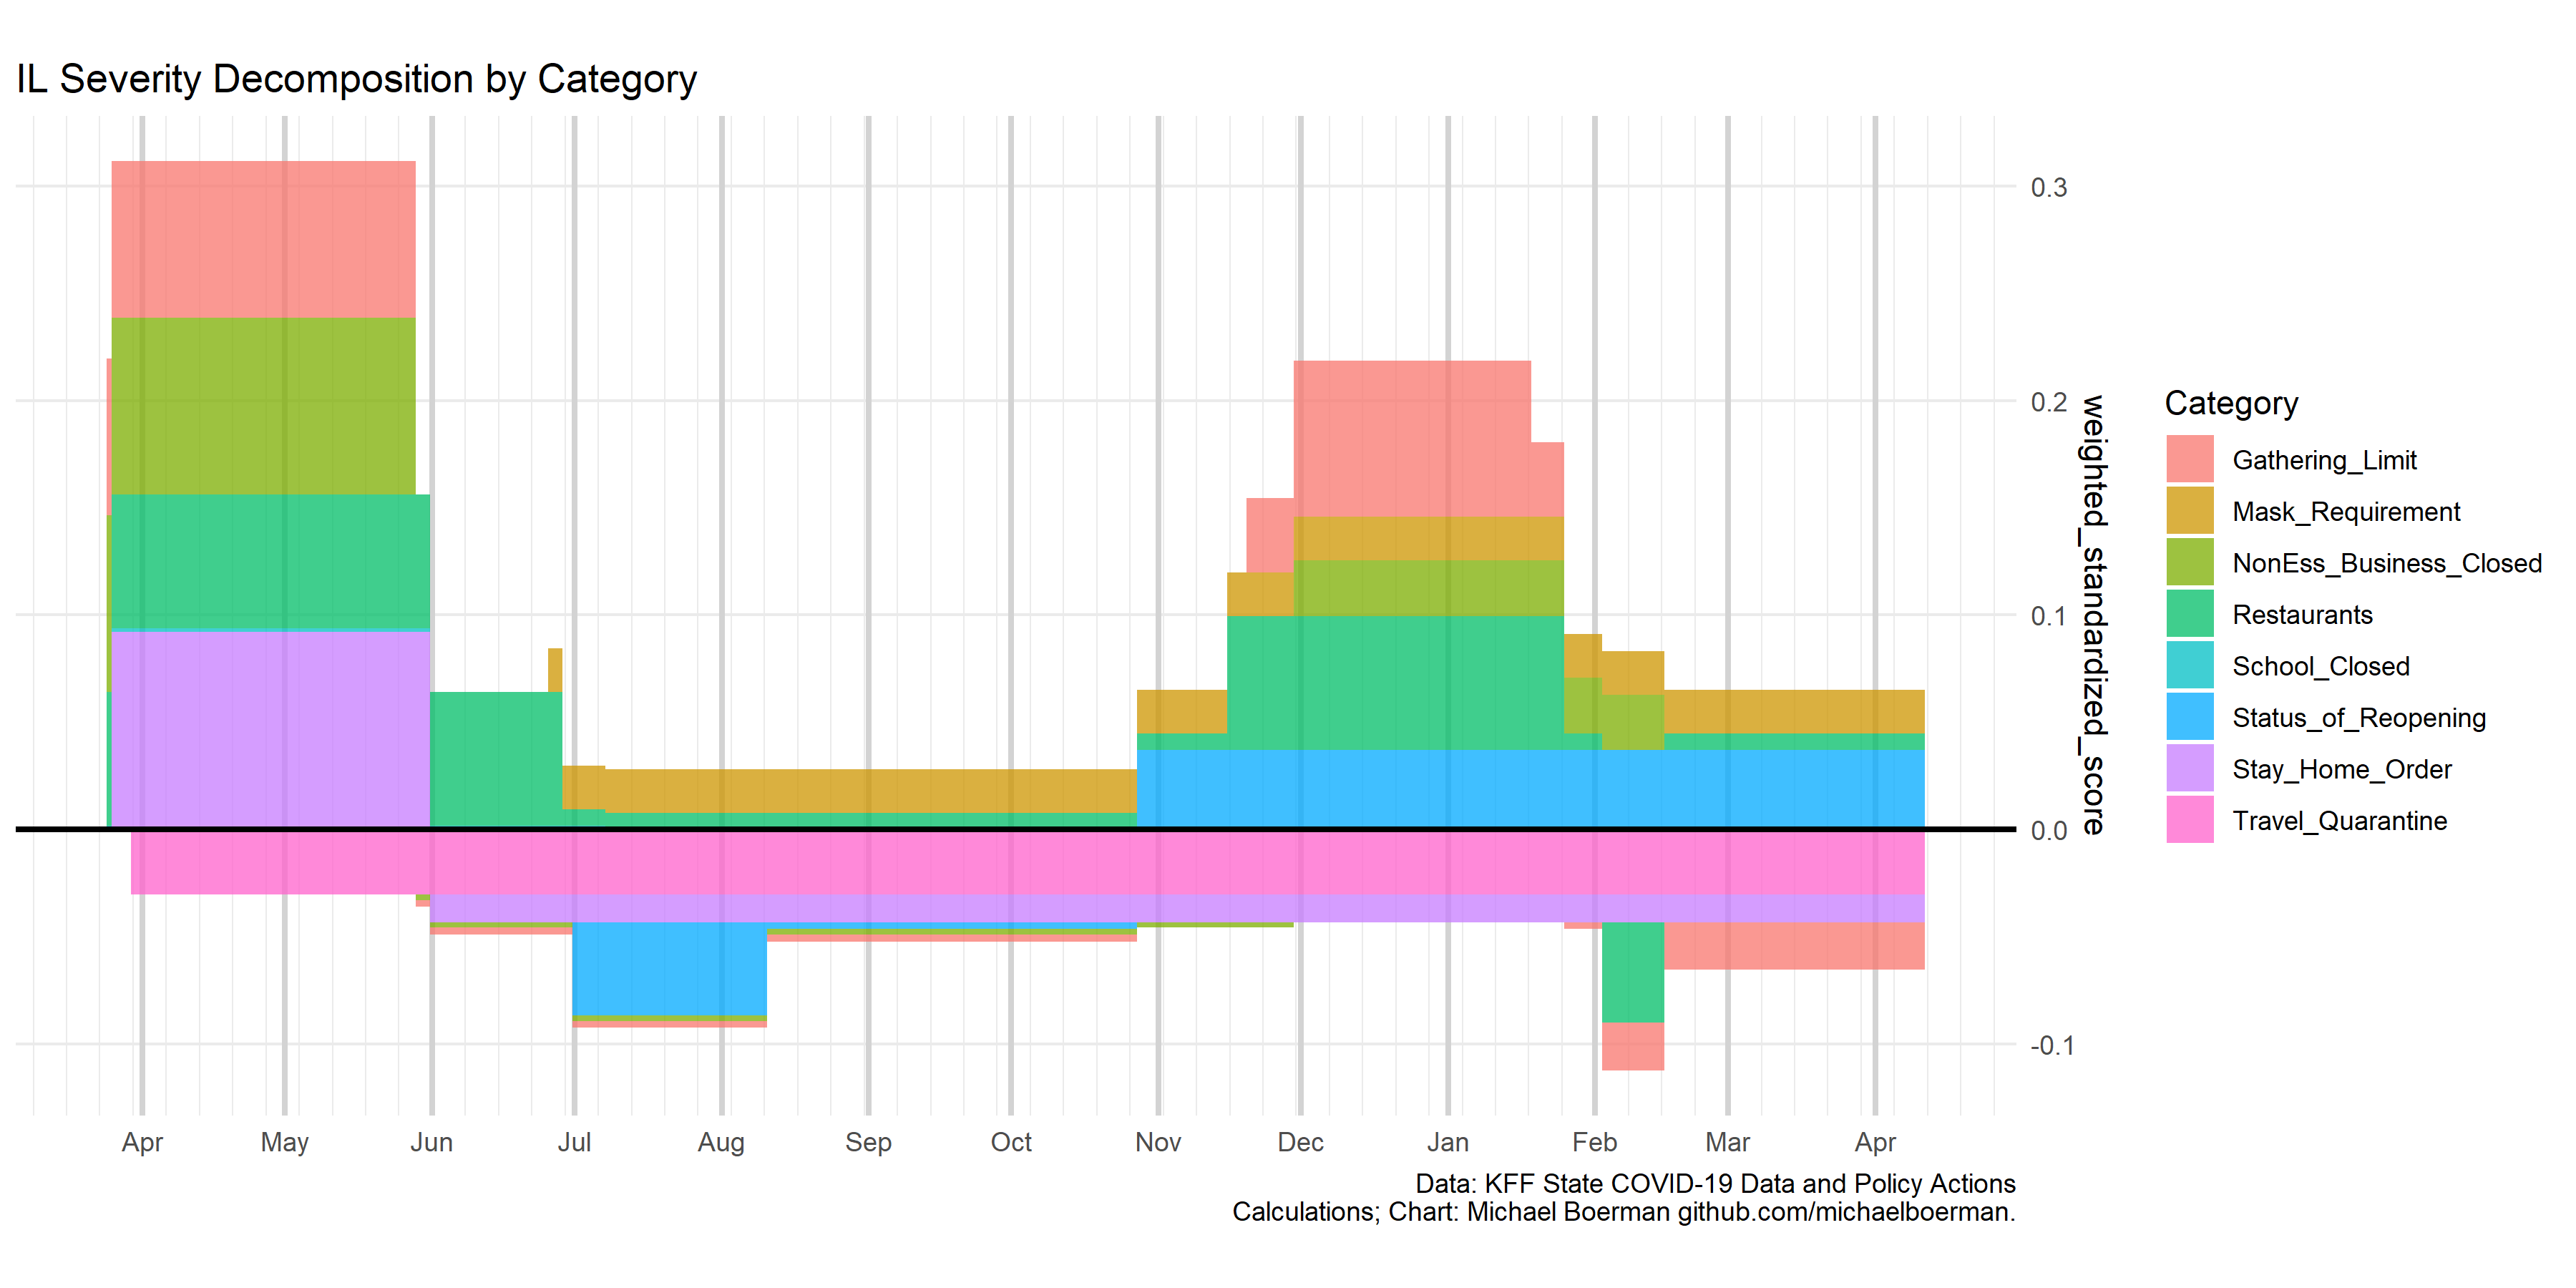 IL Severity Decomposition by Category
0.3
0.2
0.1
0.0
-0.1
weighted_standardized_score
Category
Gathering_Limit
Mask_Requirement
NonEss_Business_Closed
Restaurants
School_Closed
Status_of_Reopening
Stay_Home_Order
Travel_Quarantine
Apr May Jun Jul Aug Sep Oct Nov Dec Jan Feb Mar Apr
Data: KFF State COVID-19 Data and Policy Actions
Calculations; Chart: Michael Boerman github.com/michaelboerman.